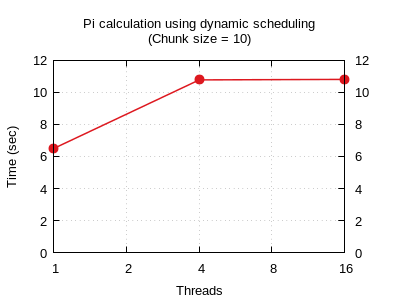 Pi calculation using dynamic scheduling
(Chunk size = 10)
12 12
10 10
8 8
6 6
4 4
2 2
0 0
Time (sec)
1 2 4 8 16
Threads